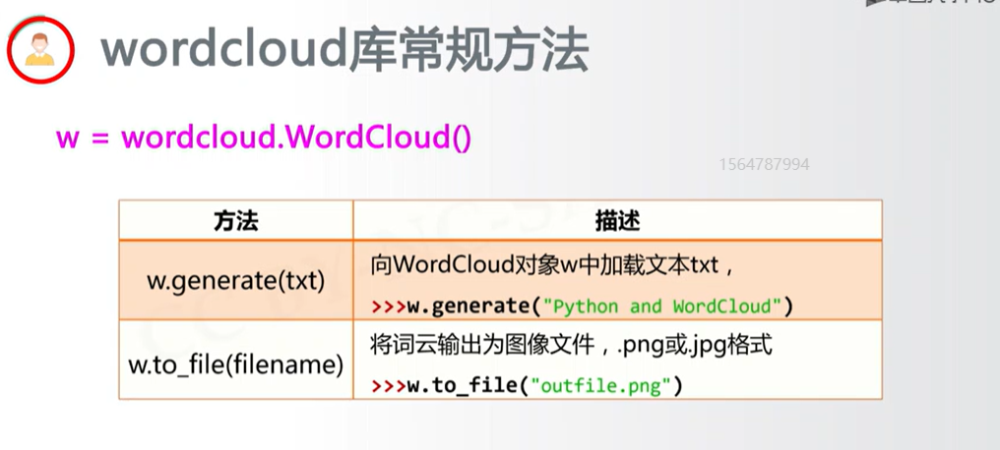 wordcloud库常规方法
w = wordcloud.WordCloud()
1564787994
方法 描述
w.generate(txt)
向WordCloud对象w中加载文本txt，
>>>w.generate("Python and WordCloud")
w.to_file(filename)
将词云输出为图像文件，.png或.jpg格式
>>>w.to_file("outfile.png")